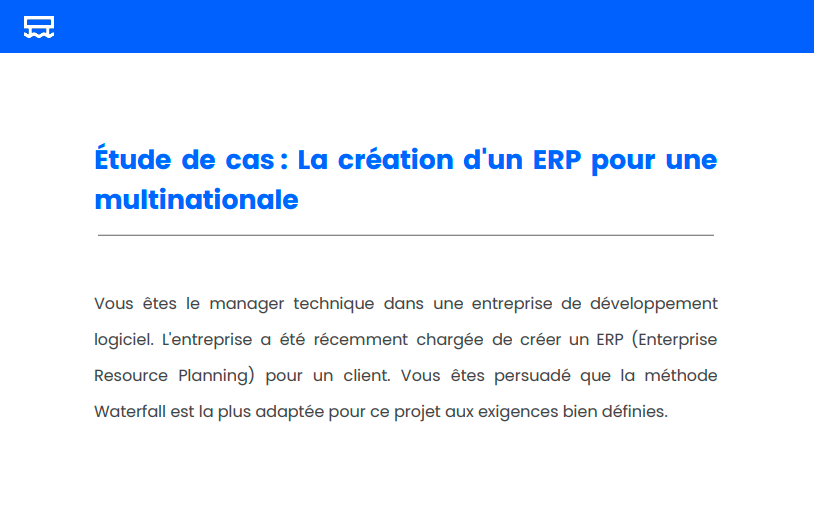 Étude de cas : La création d'un ERP pour une
multinationale
Vous êtes le manager technique dans une entreprise de développement
logiciel. L'entreprise a été récemment chargée de créer un ERP (Enterprise
Resource Planning) pour un client. Vous êtes persuadé que la méthode
Waterfall est la plus adaptée pour ce projet aux exigences bien définies.